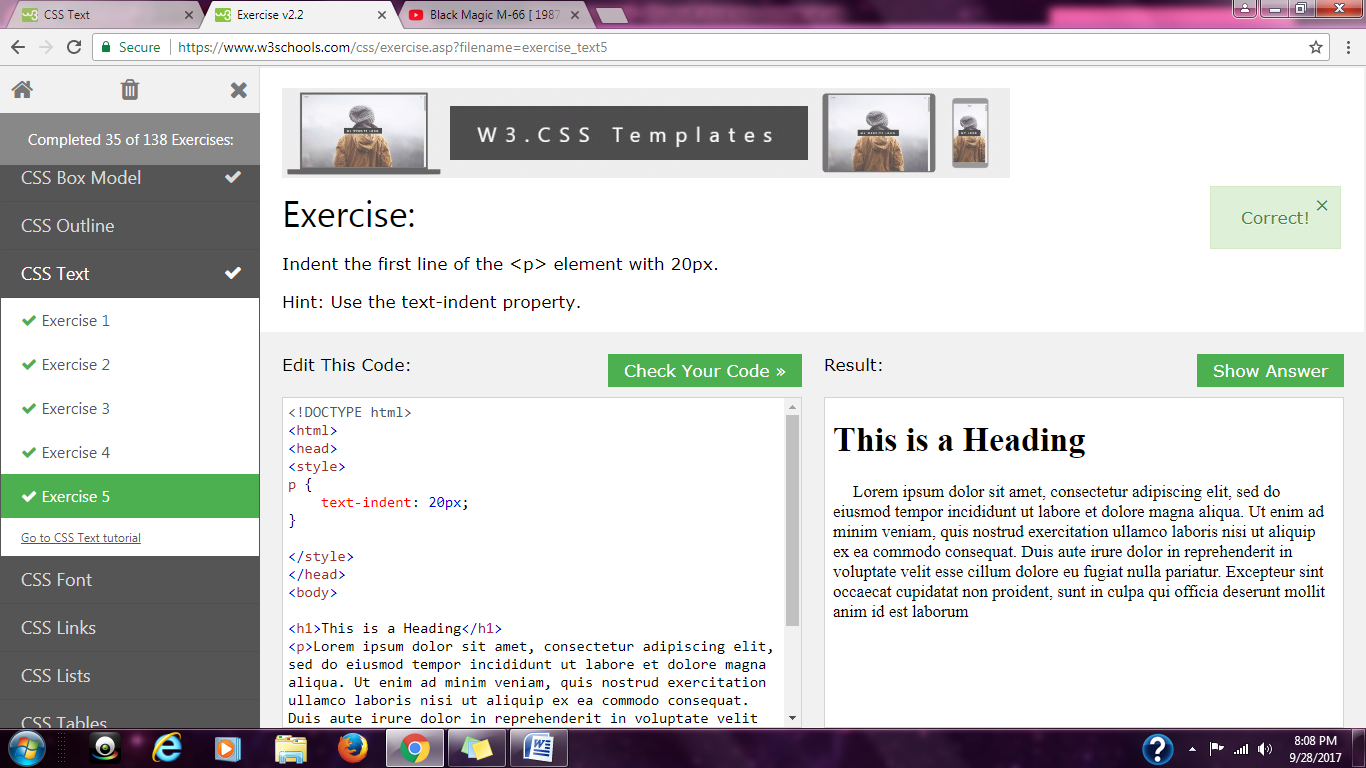 CSS Text
Exercise v2.2
Black Magic M-66 [ 1987
Secure
https://www.w3schools.com/css/exercise.asp?filename=exercise_text5
Completed 35 of 138 Exercises:
CSS Box Model
CSS Outline
CSS Text
Exercise 1
Exercise 2
Exercise 3
Exercise 4
Exercise 5
Go to CSS Text tutorial
CSS Font
CSS Links
CSS Lists
CSS Tables
W3.CSS Templates
Exercise:
Correct!
Indent the first line of the <p> element with 20px.
Hint: Use the text-indent property.
Edit This Code:
Check Your Code »
<!DOCTYPE html>
<html>
<head>
<style>
p {
    text-indent: 20px;
}
</style>
</head>
<body>
<h1>This is a Heading</h1>
<p>Lorem ipsum dolor sit amet, consectetur adipiscing elit,
sed do eiusmod tempor incididunt ut labore et dolore magna
aliqua. Ut enim ad minim veniam, quis nostrud exercitation
ullamco laboris nisi ut aliquip ex ea commodo consequat.
Duis aute irure dolor in reprehenderit in voluptate velit
Result:
Show Answer
This is a Heading
Lorem ipsum dolor sit amet, consectetur adipiscing elit, sed do
eiusmod tempor incididunt ut labore et dolore magna aliqua. Ut enim ad
minim veniam, quis nostrud exercitation ullamco laboris nisi ut aliquip
ex ea commodo consequat. Duis aute irure dolor in reprehenderit in
voluptate velit esse cillum dolore eu fugiat nulla pariatur. Excepteur sint
occaecat cupidatat non proident, sunt in culpa qui officia deserunt mollit
anim id est laborum
8:08 PM
9/28/2017